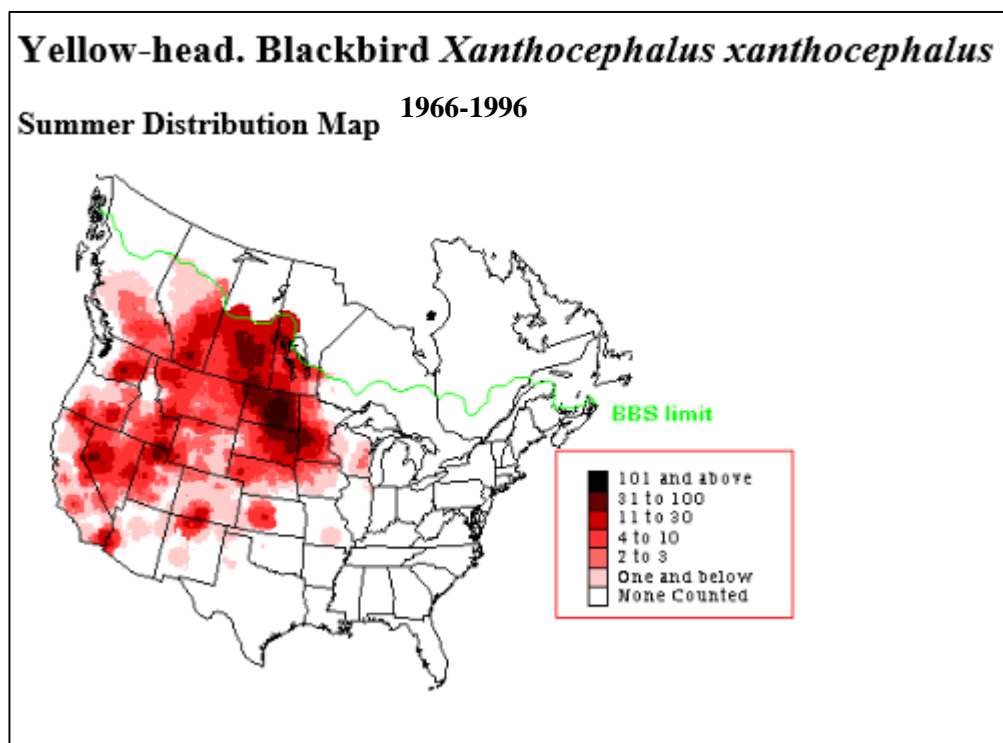 Yellow-head. Blackbird Xanthocephalus xanthocephalus
1966-1996
Summer Distribution Map
BBS limit
101 and above
31 to 100
11 to 30
4 to 10
2 to 3
One and below
None Counted